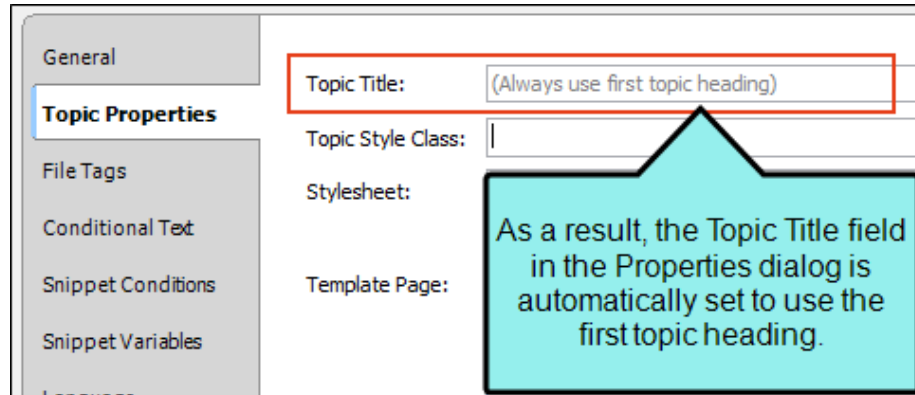 General
Topic Properties
File Tags
Conditional Text
Snippet Conditions
Snippet Variables
Topic Title: (Always use first topic heading)
Topic Style Class:
Stylesheet:
Template Page:
As a result, the Topic Title field
in the Properties dialog is
automatically set to use the
first topic heading.